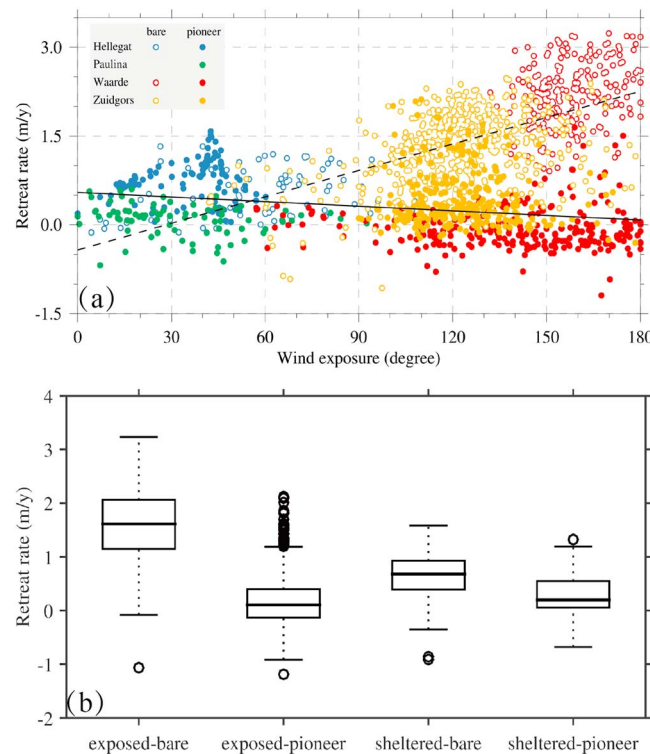 bare pioneer
Hellegat
Paulina
Waarde
Zuidgors
3.0
1.5
0.0
-1.5
Retreat rate (m/y)
(a)
0 30 60 90 120 150 180
Wind exposure (degree)
4
3
2
1
0
-1
-2
Retreat rate (m/y)
(b)
exposed-bare exposed-pioneer sheltered-bare sheltered-pioneer